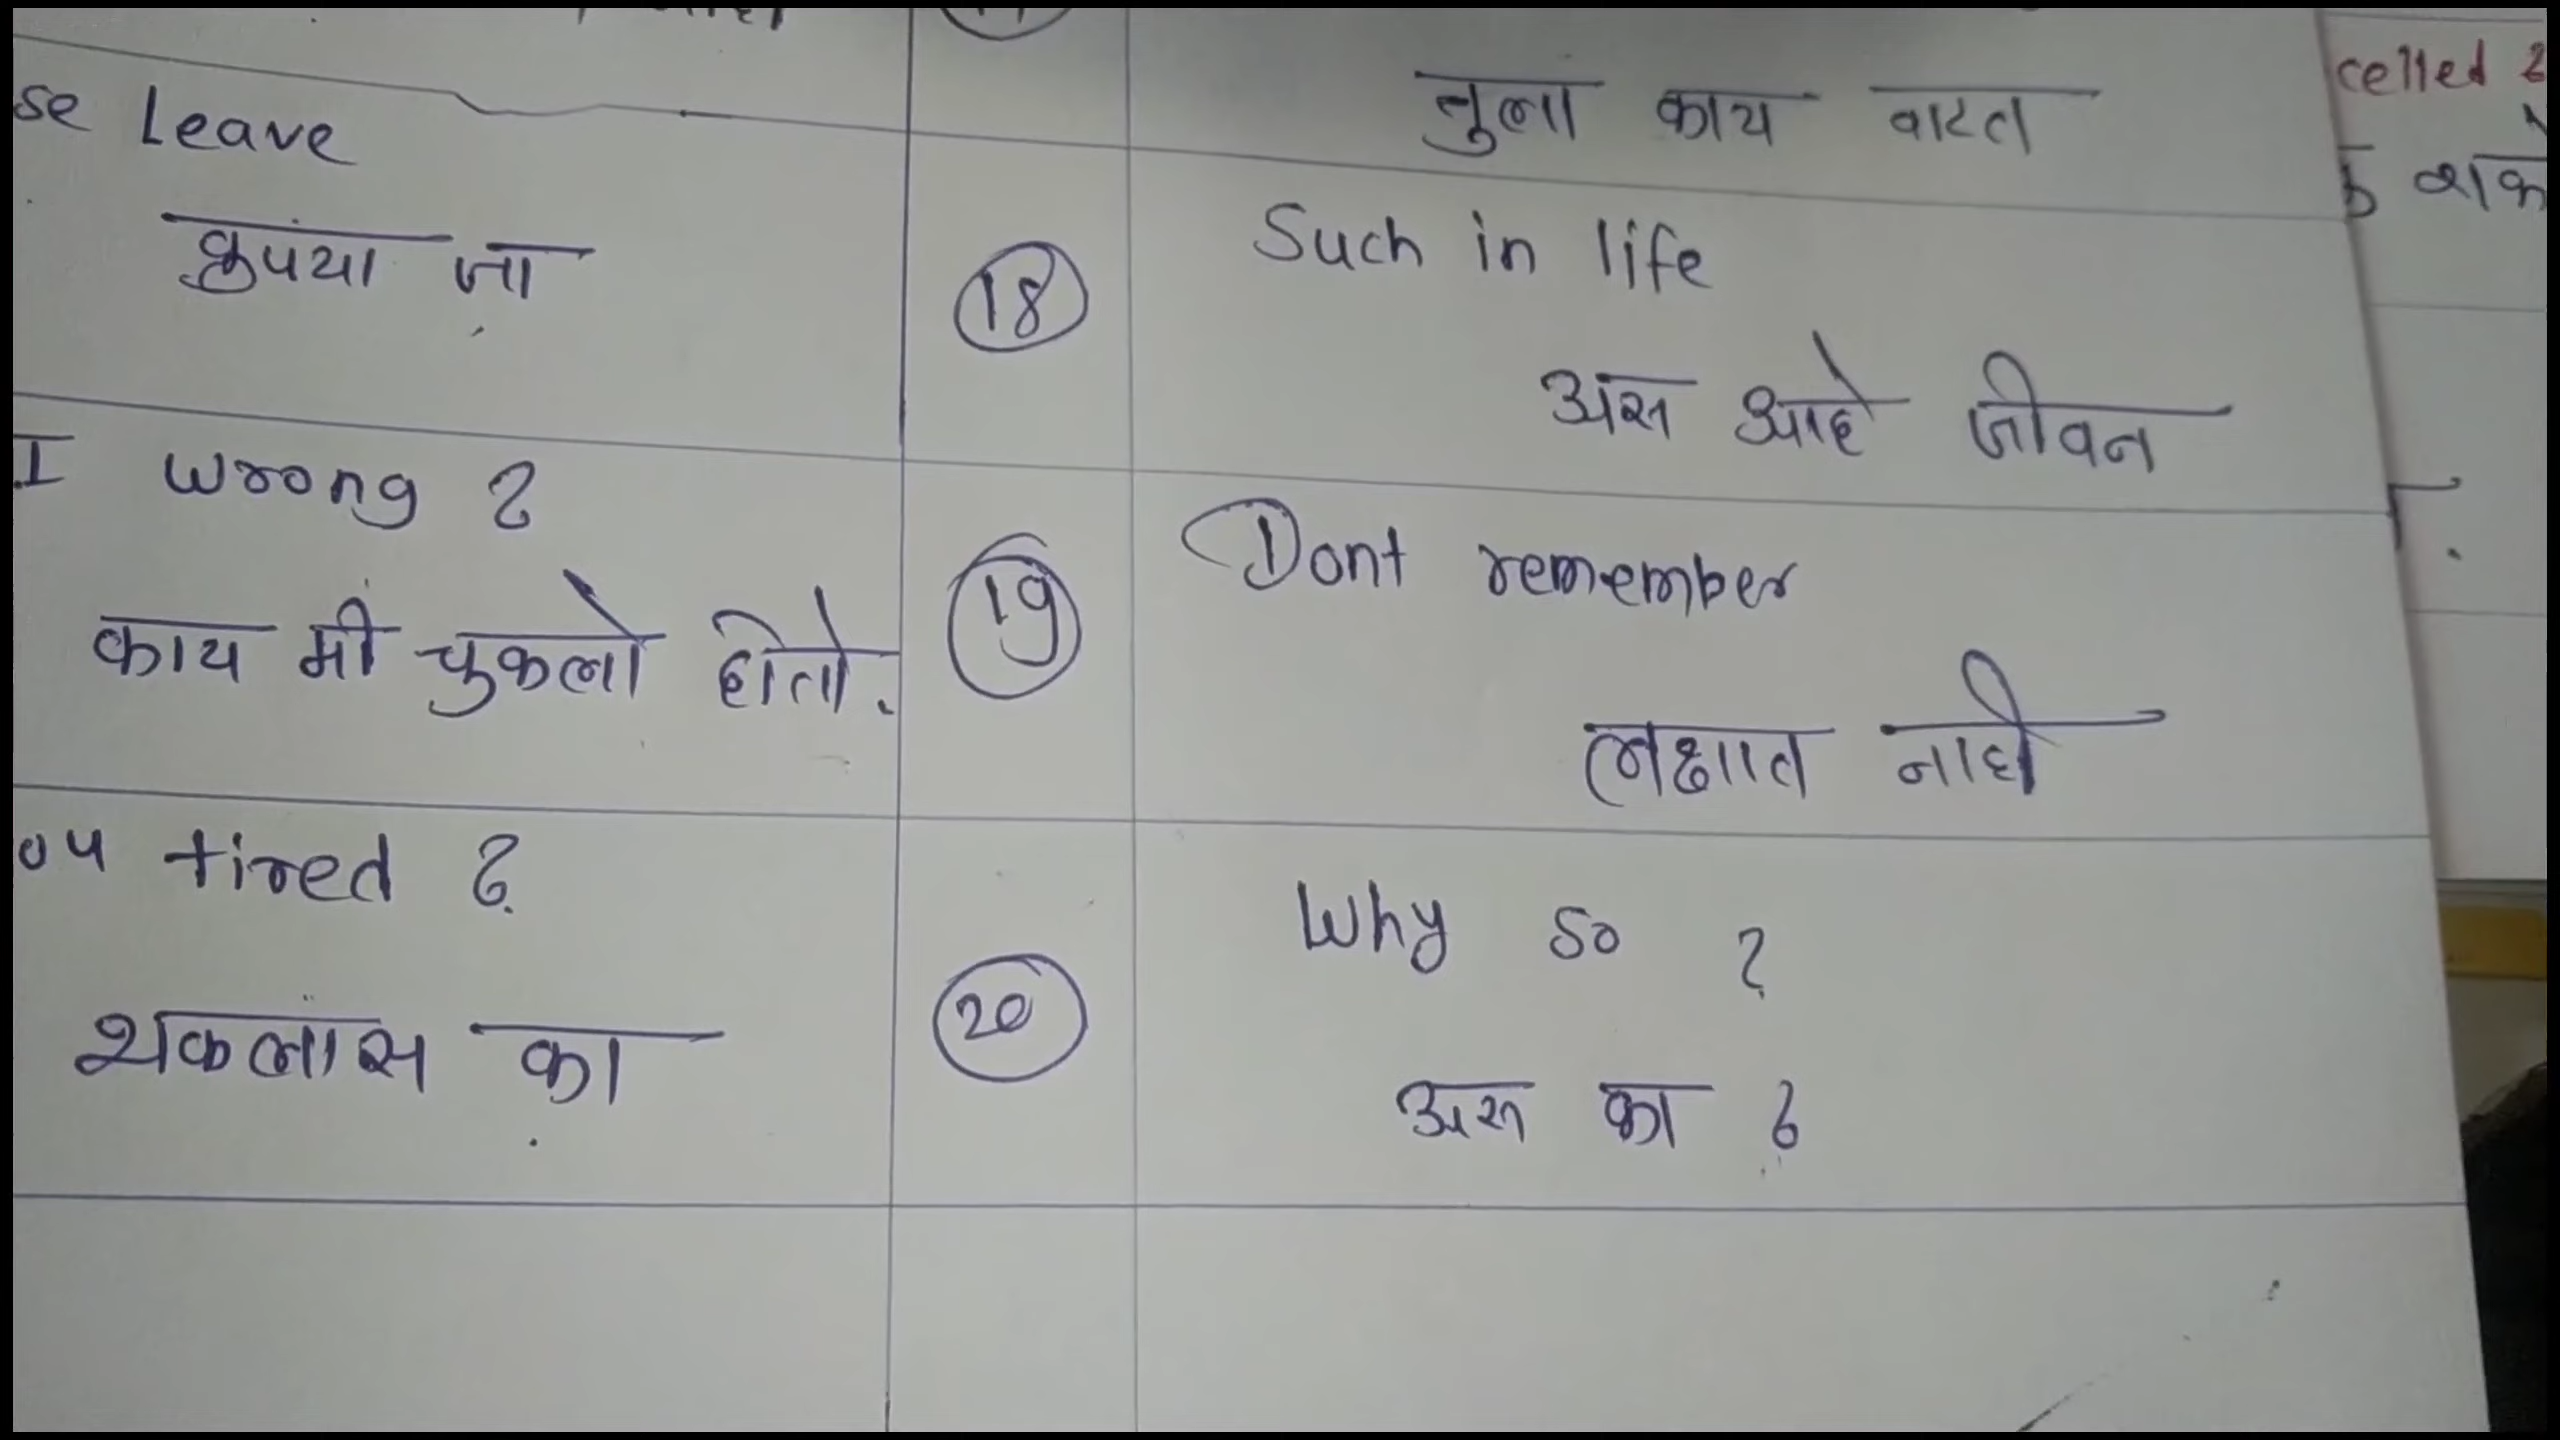 se Leave
कृपंया जा
I wrong ?
काय मी चुकलो होतो.
ou tired ?
थकलास का
तुला काय वाटत
18
Such in life
अस आहे जीवन
19
Dont remember
लक्षात नाही
20
Why so ?
अस का ?
celled ?
शक